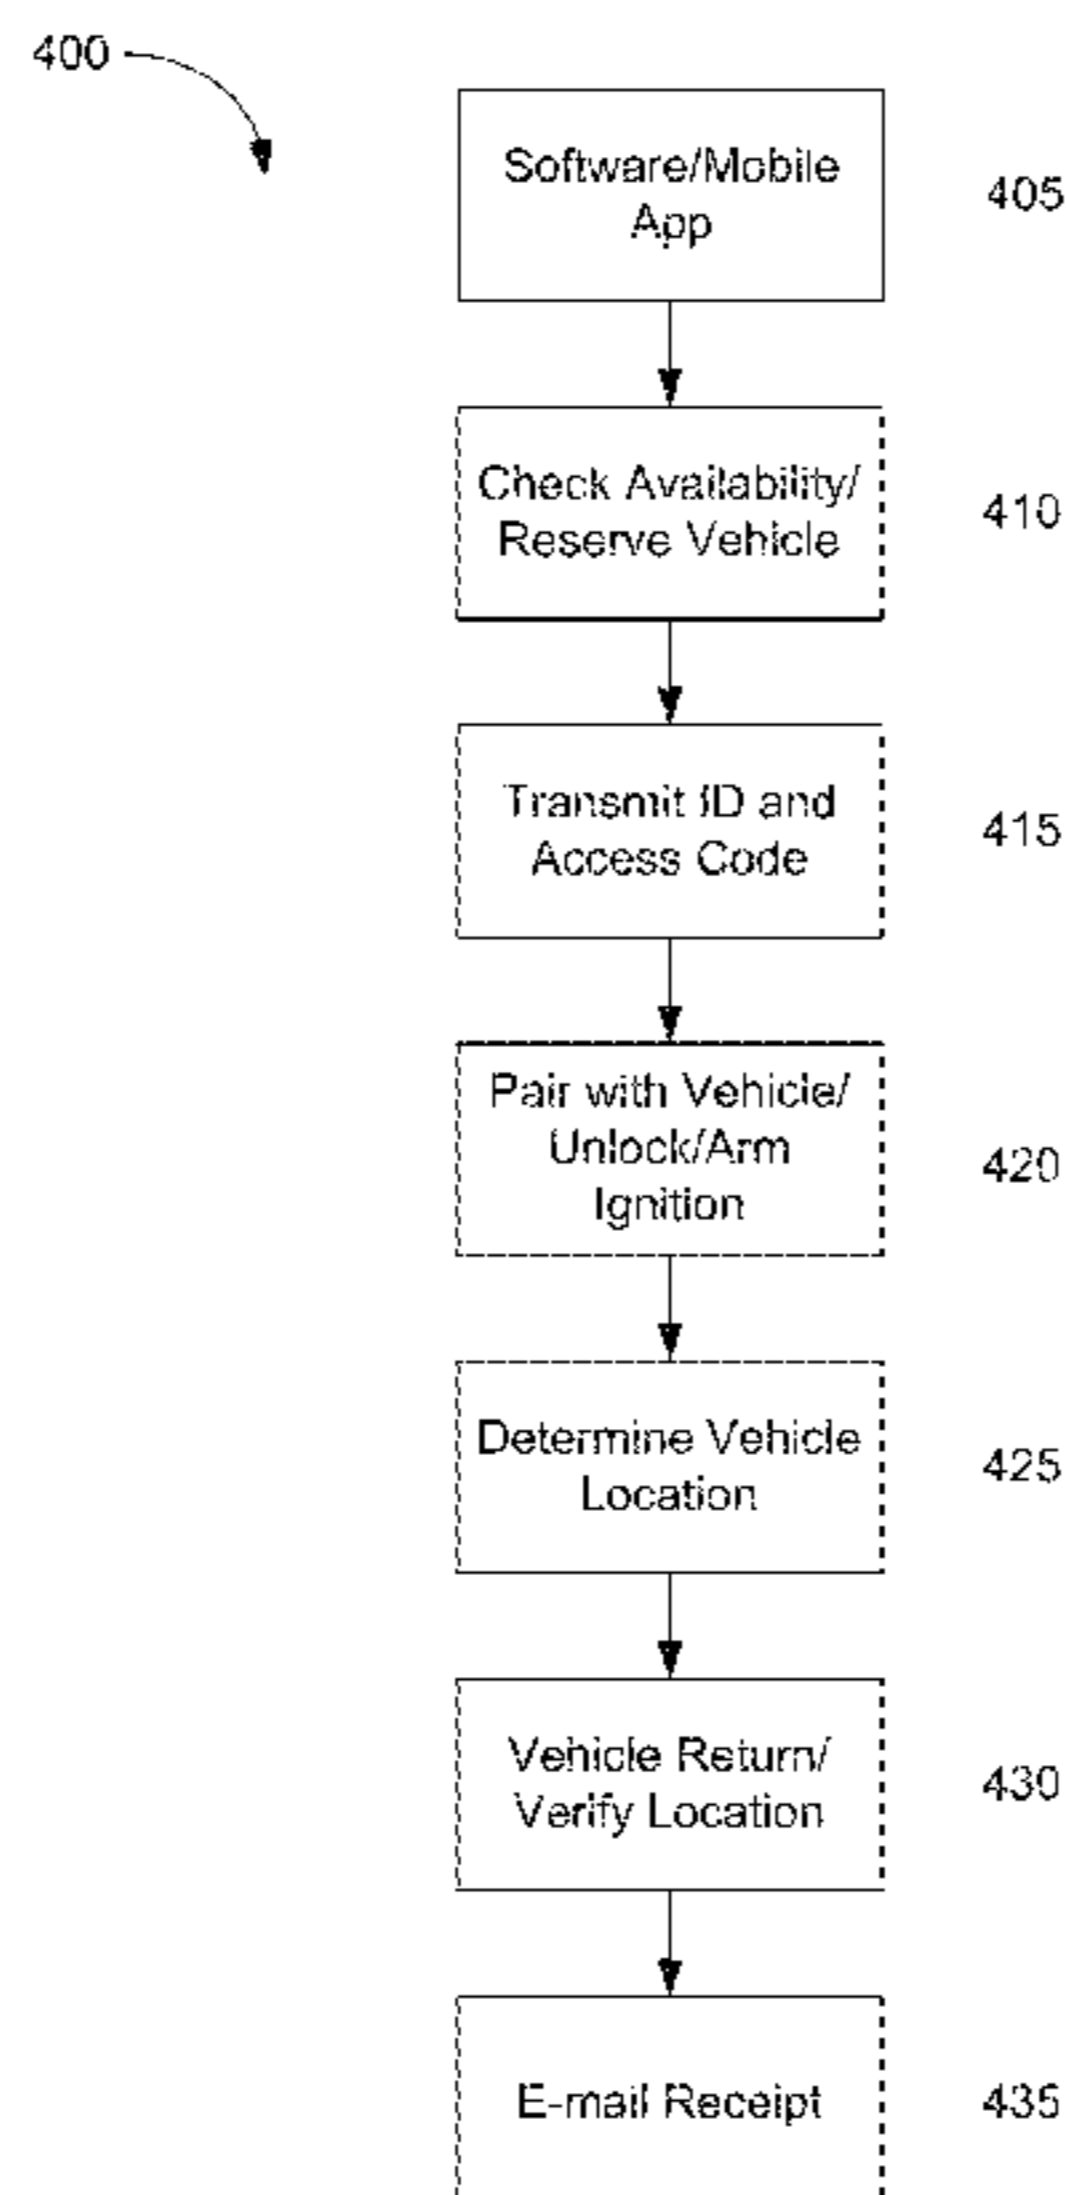 400
Software/Mobile
App
405
Check Availability/
Reserve Vehicle
410
Transmit ID and
Access Code
415
Pair with Vehicle/
Unlock/Arm
Ignition
420
Determine Vehicle
Location
425
Vehicle Return/
Verify Location
430
E-mail Receipt
435